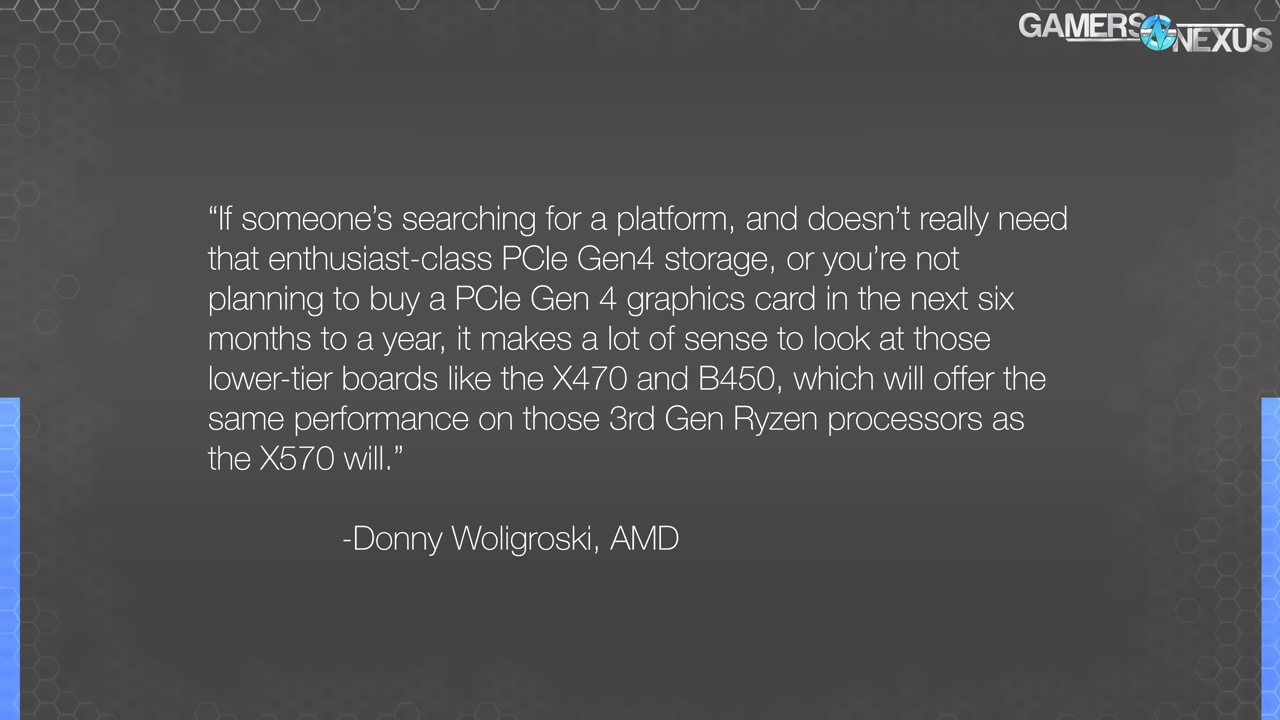 GAMERS NEXUS
“If someone’s searching for a platform, and doesn’t really need
that enthusiast-class PCIe Gen4 storage, or you’re not
planning to buy a PCIe Gen 4 graphics card in the next six
months to a year, it makes a lot of sense to look at those
lower-tier boards like the X470 and B450, which will offer the
same performance on those 3rd Gen Ryzen processors as
the X570 will.”
-Donny Woligroski, AMD